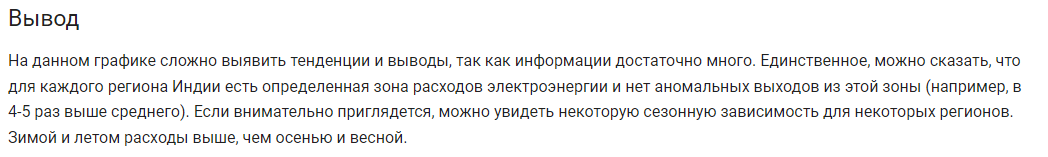 Вывод
На данном графике сложно выявить тенденции и выводы, так как информации достаточно много. Единственное, можно сказать, что
для каждого региона Индии есть определенная зона расходов электроэнергии и нет аномальных выходов из этой зоны (например, в
4-5 раз выше среднего). Если внимательно приглядется, можно увидеть некоторую сезонную зависимость для некоторых регионов.
Зимой и летом расходы выше, чем осенью и весной.